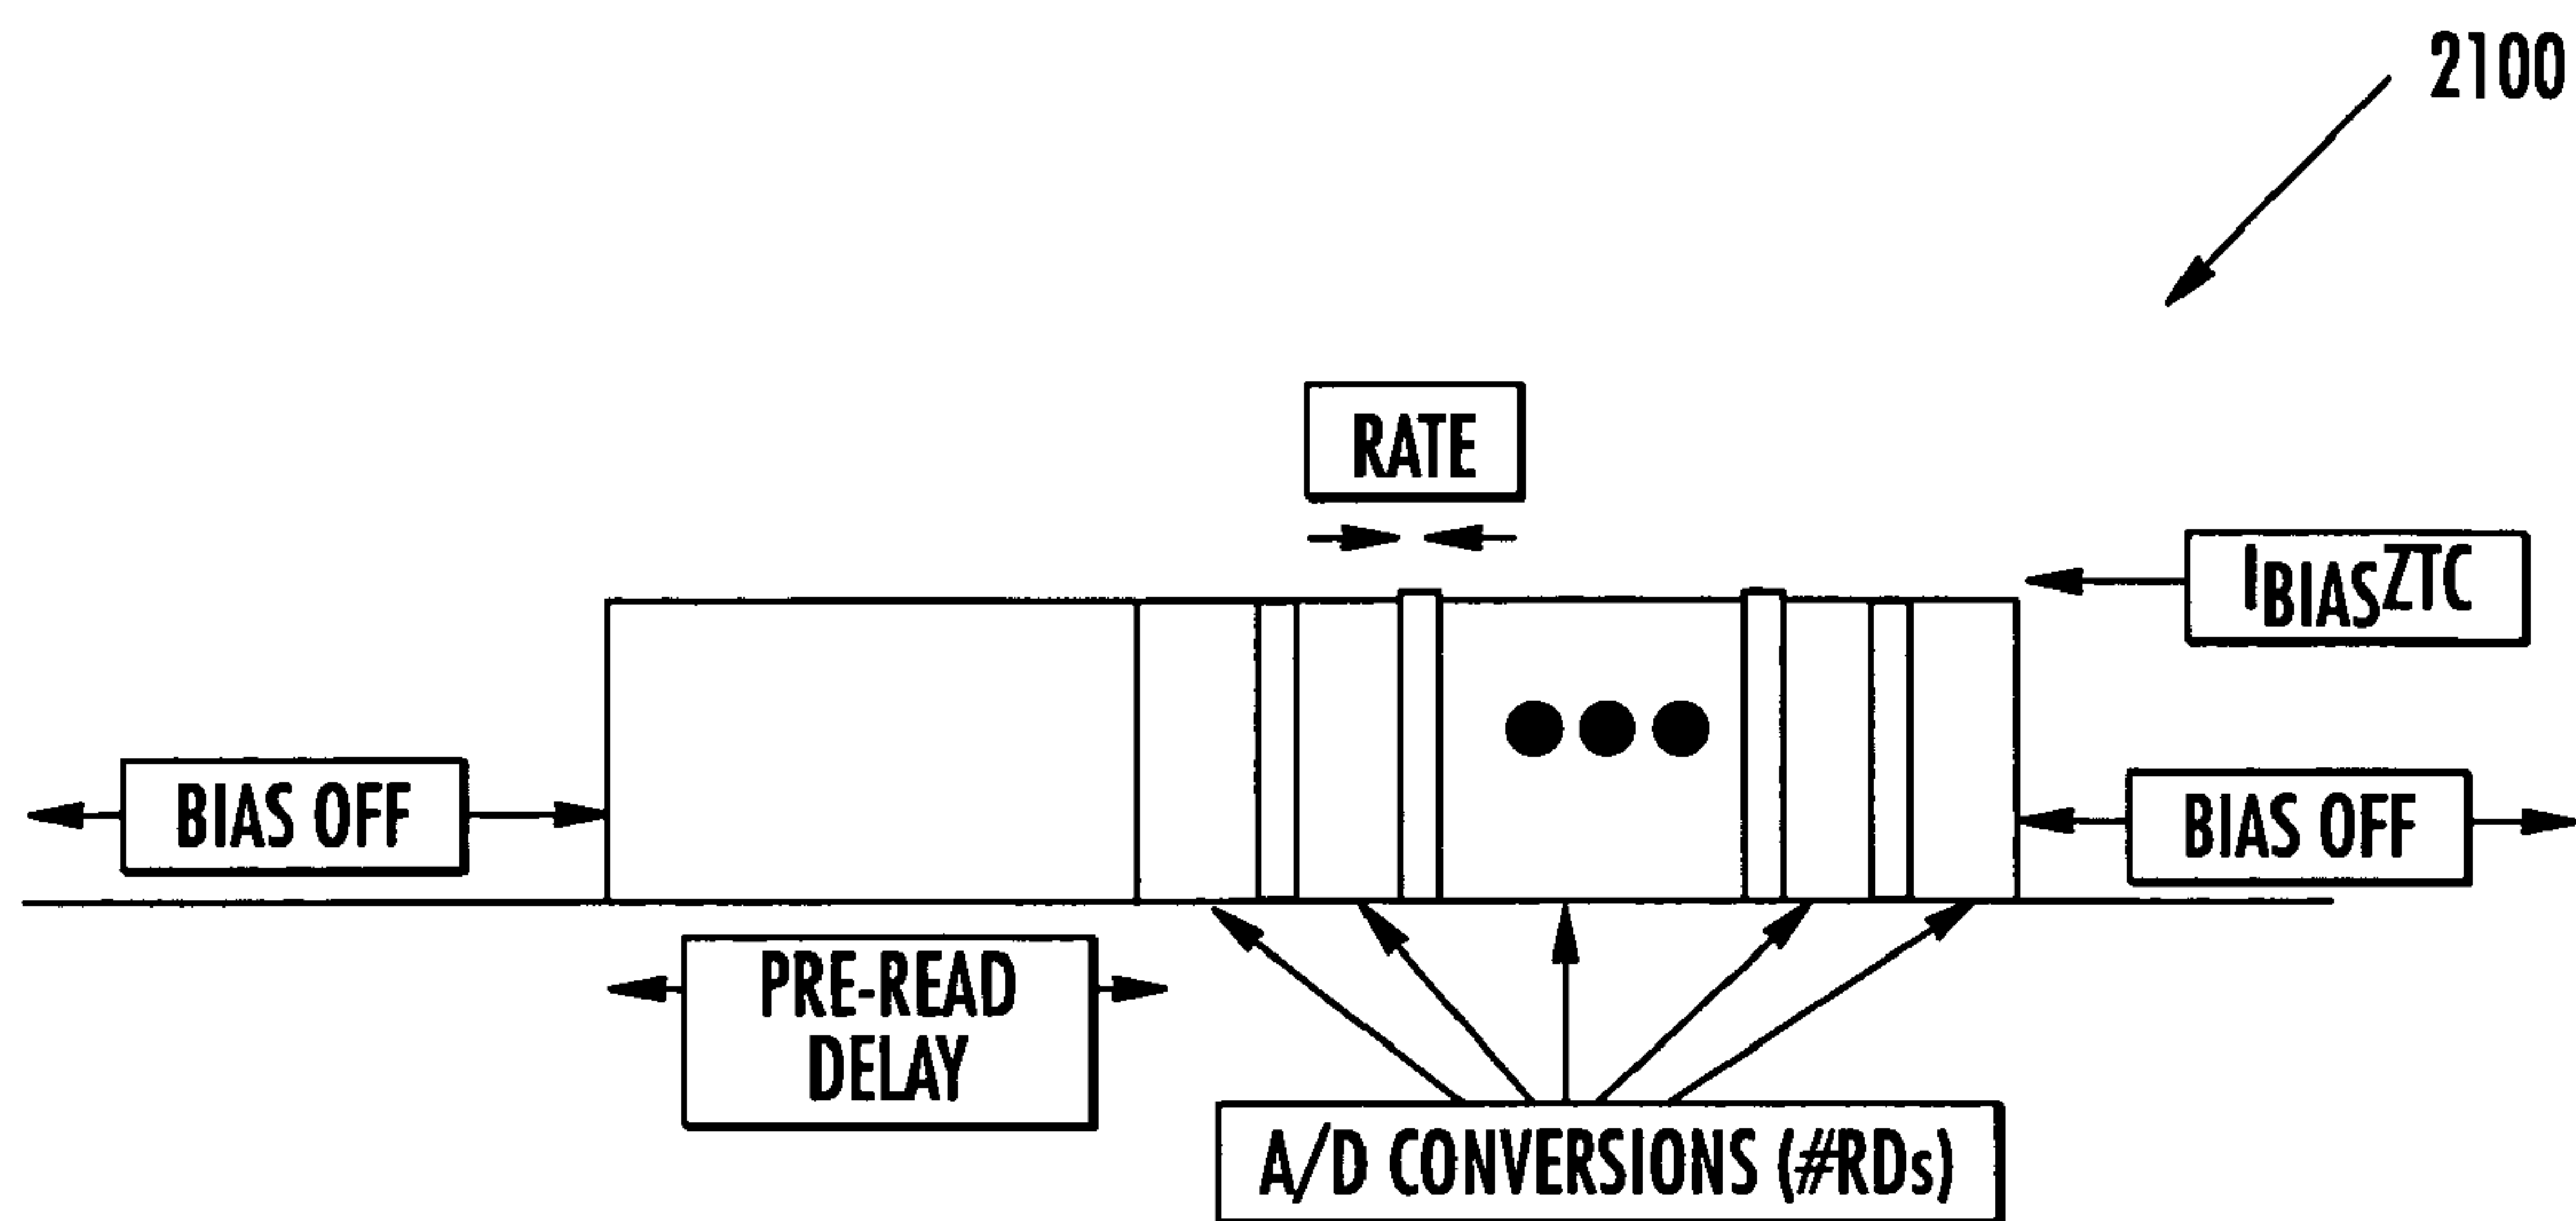 2100
RATE
IBIASZTC
BIAS OFF
BIAS OFF
PRE-READ
DELAY
A/D CONVERSIONS (#RDs)